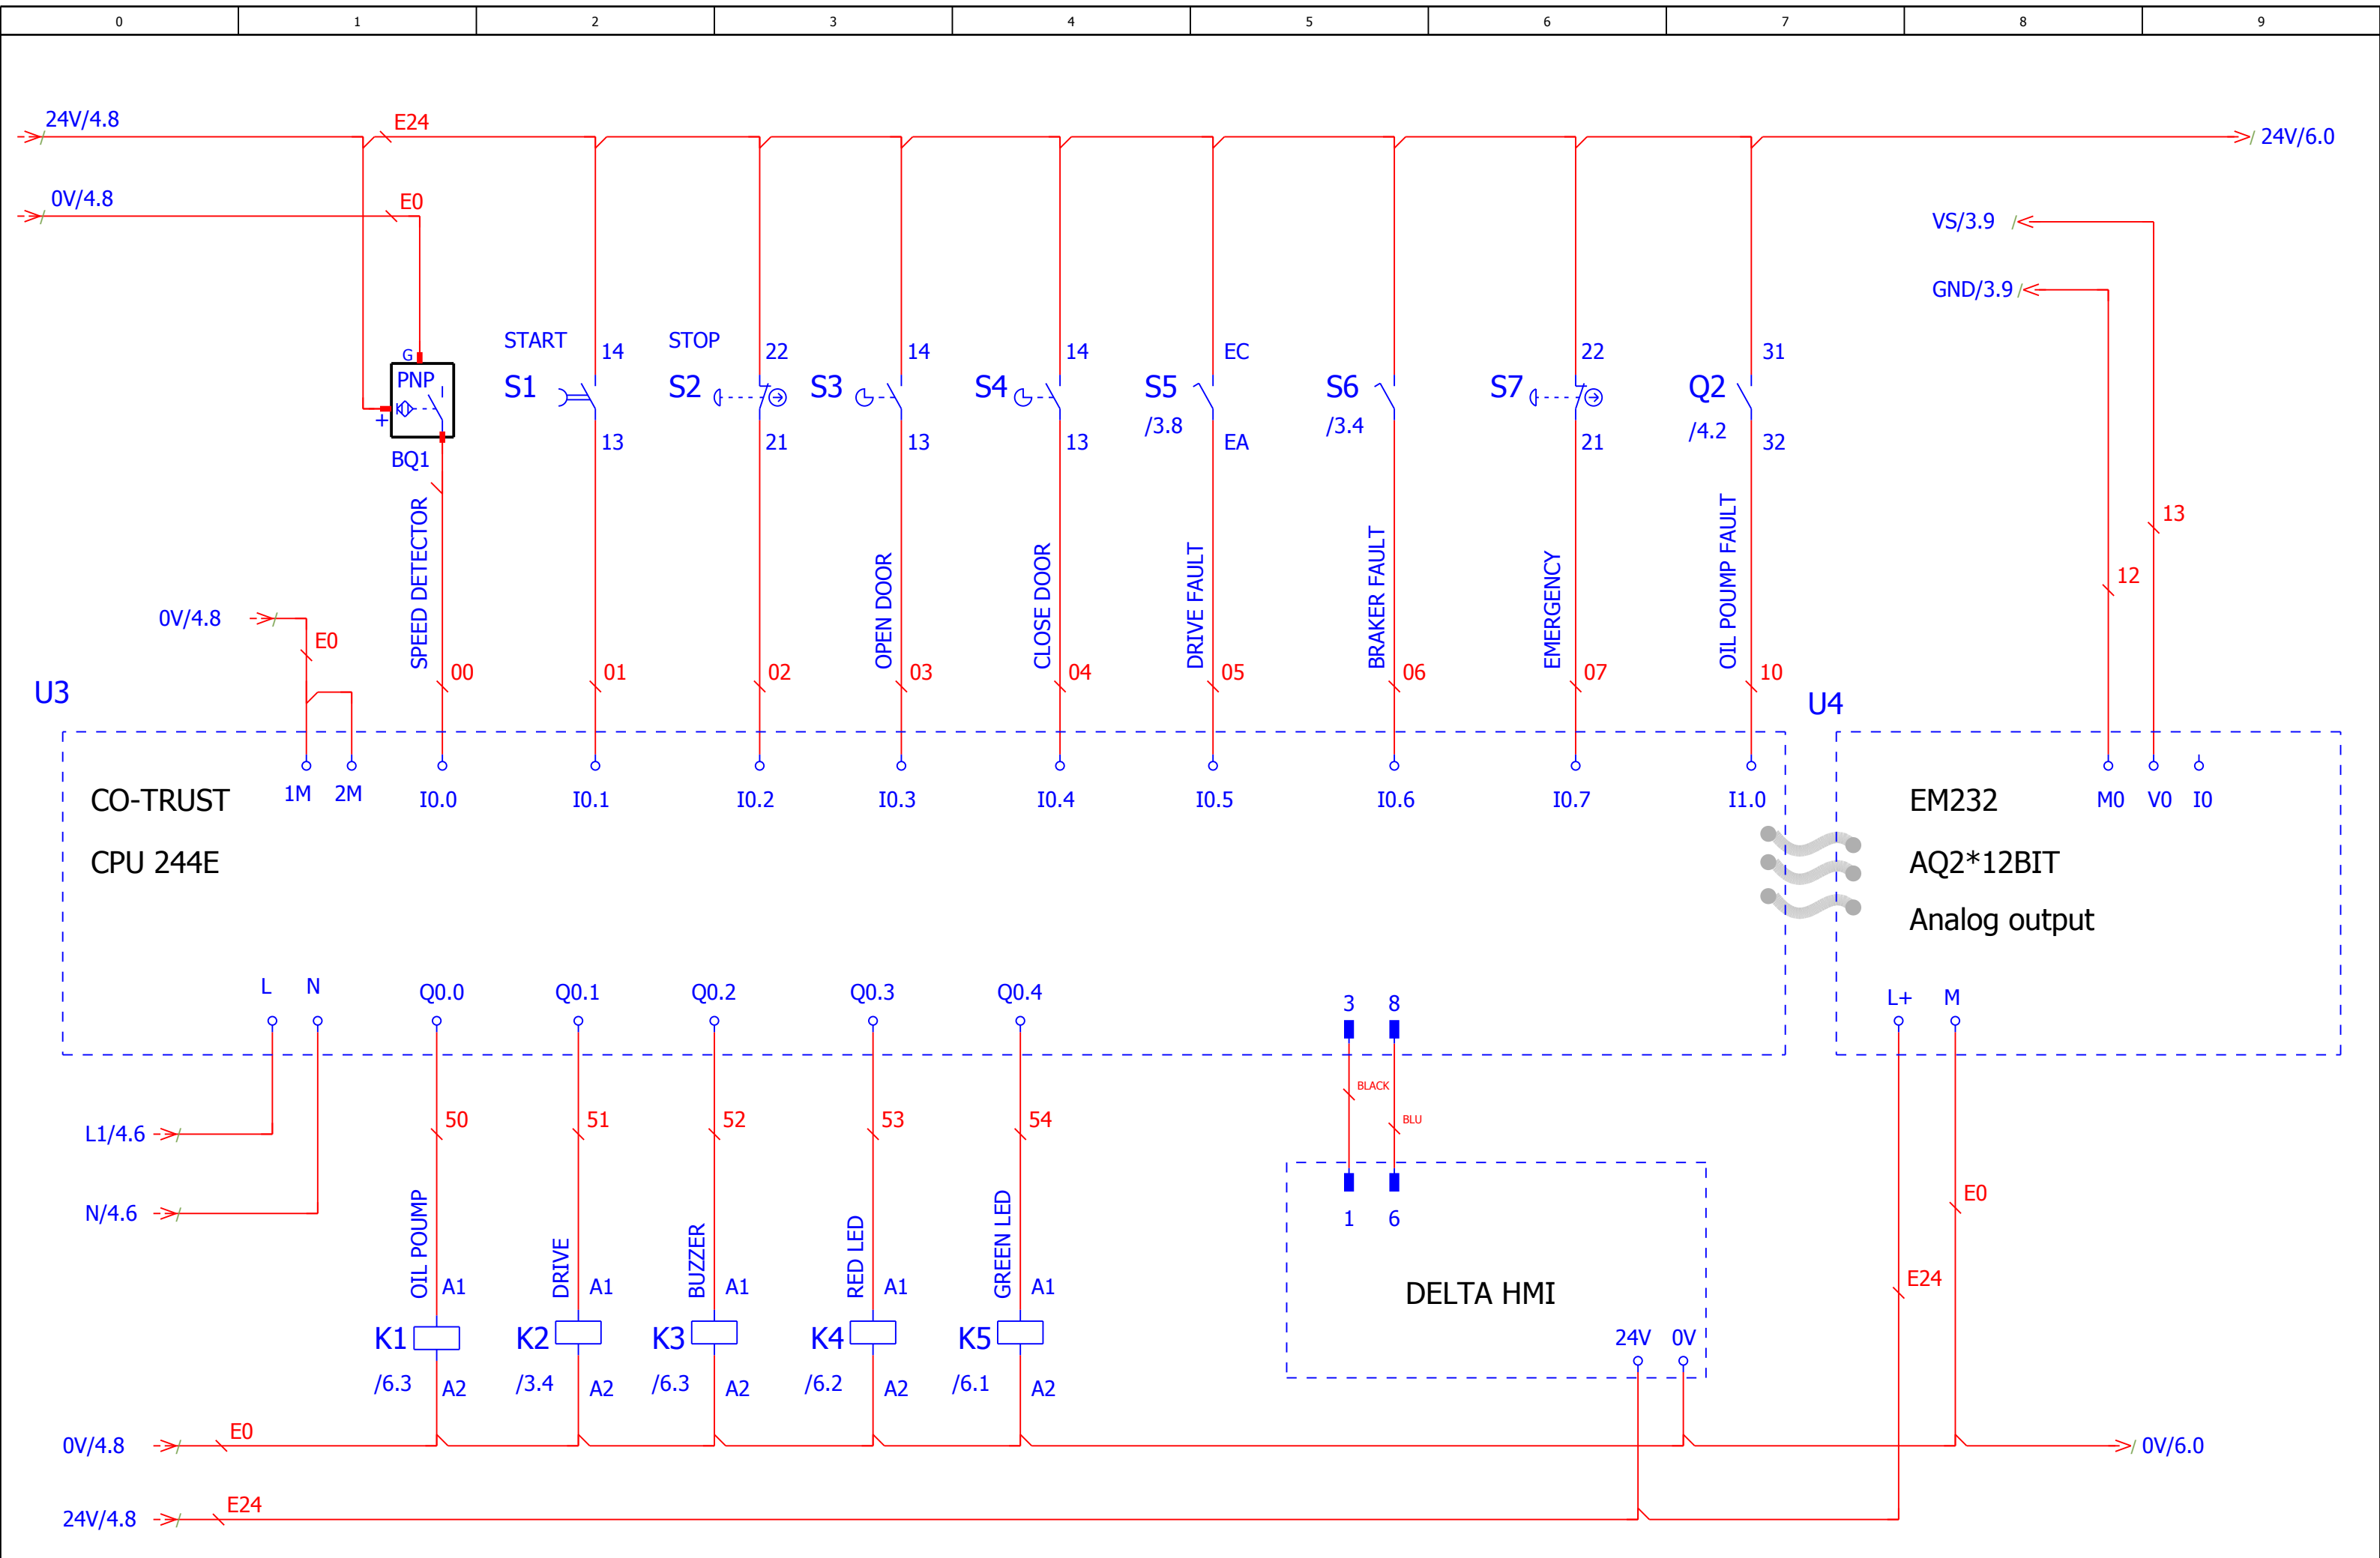 0 1 2 3 4 5 6 7 8 9
24V/4.8 E24 24V/6.0
0V/4.8 E0
VS/3.9
GND/3.9
START 14 STOP 22 14 14 EC 22 31
G
PNP
S1 S2 S3 S4 S5 S6 S7 Q2
+
/3.8 /3.4 /4.2
13 21 13 13 EA 21 32
BQ1
SPEED DETECTOR
OPEN DOOR
CLOSE DOOR
DRIVE FAULT
BRAKER FAULT
EMERGENCY
OIL POUMP FAULT
13
12
0V/4.8
E0
00 01 02 03 04 05 06 07 10
U3 U4
1M 2M I0.0 I0.1 I0.2 I0.3 I0.4 I0.5 I0.6 I0.7 I1.0
CO-TRUST
CPU 244E
EM232 M0 V0 I0
AQ2*12BIT
Analog output
L N Q0.0 Q0.1 Q0.2 Q0.3 Q0.4 3 8 L+ M
BLACK
BLU
L1/4.6 50 51 52 53 54
N/4.6
E0
OIL POUMP
DRIVE
BUZZER
RED LED
GREEN LED
1 6
E24
A1 A1 A1 A1 A1
DELTA HMI
K1 K2 K3 K4 K5
24V 0V
/6.3 /3.4 /6.3 /6.2 /6.1
A2 A2 A2 A2 A2
0V/4.8 E0 0V/6.0
24V/4.8 E24